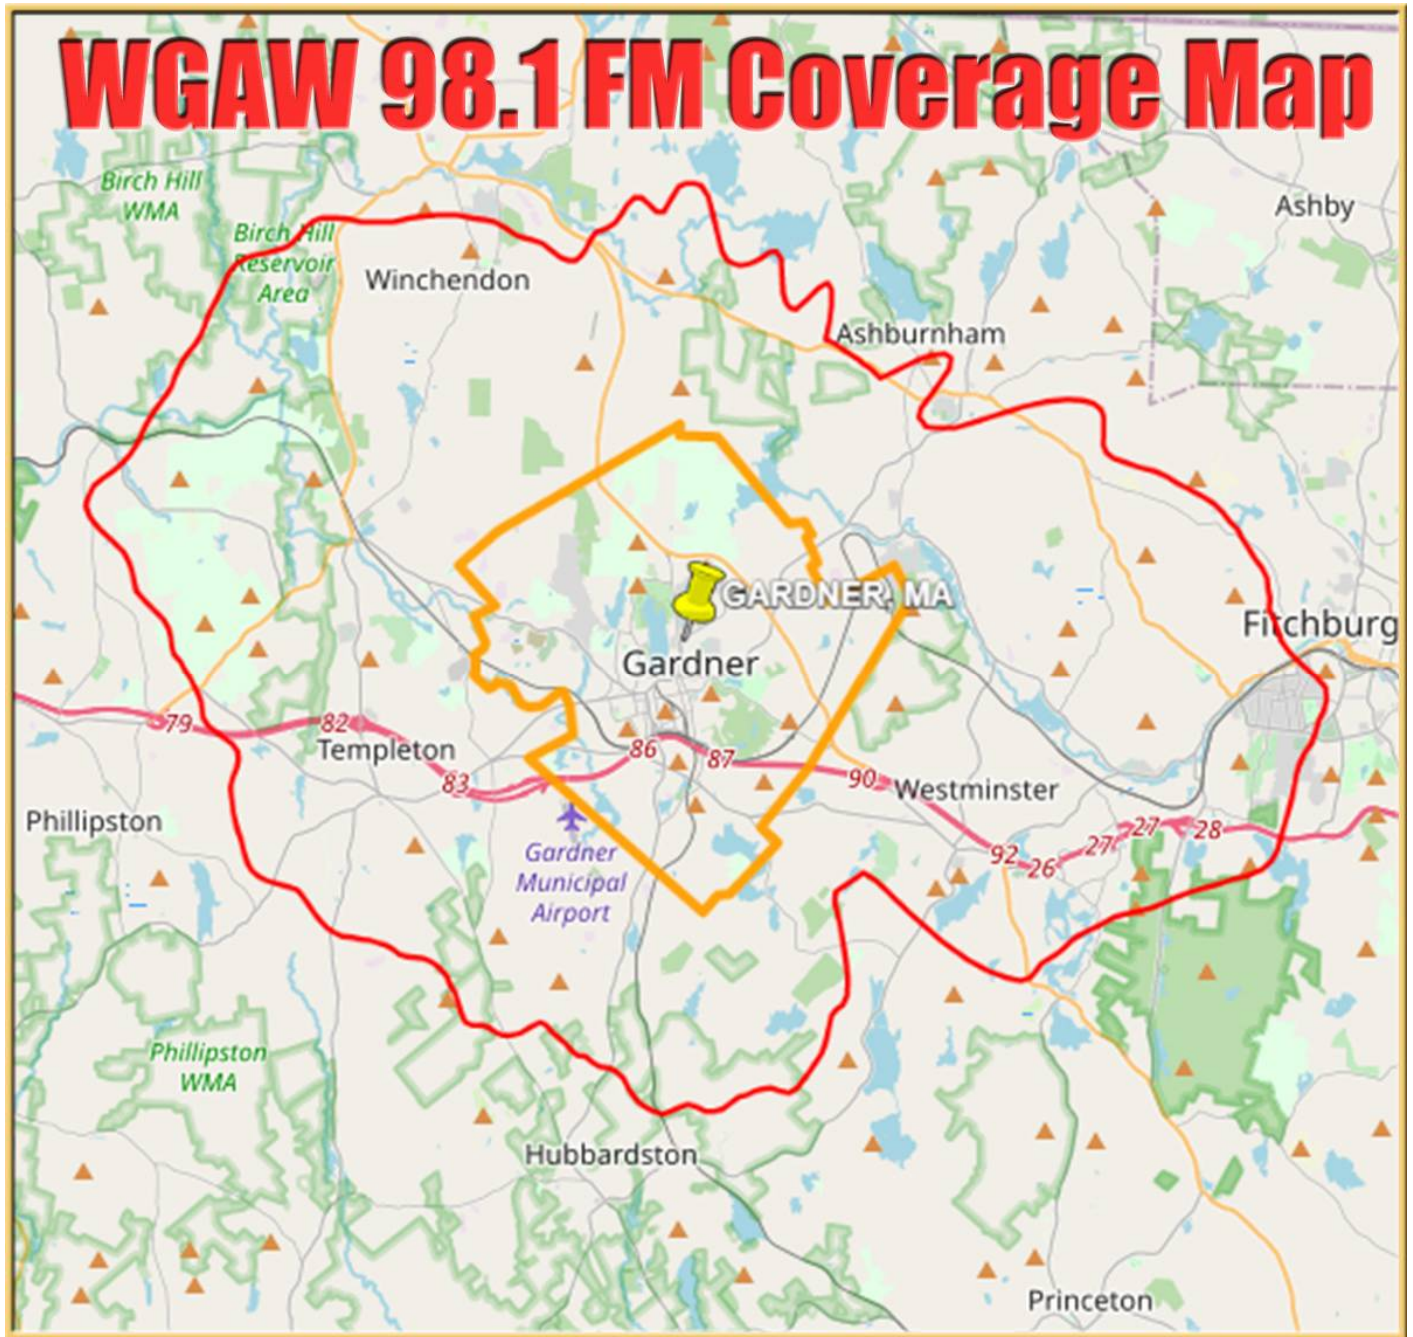 WGAW 98.1 FM Coverage Map
Birch Hill
WMA
Ashby
Birch Hill
Reservoir
Area
Winchendon
Ashburnham
GARDNER, MA
Fitchburg
Gardner
79
82
Templeton
86
87
83
90
Westminster
Phillipston
27
28
27
92
26
Gardner
Municipal
Airport
Phillipston
WMA
Hubbardston
Princeton